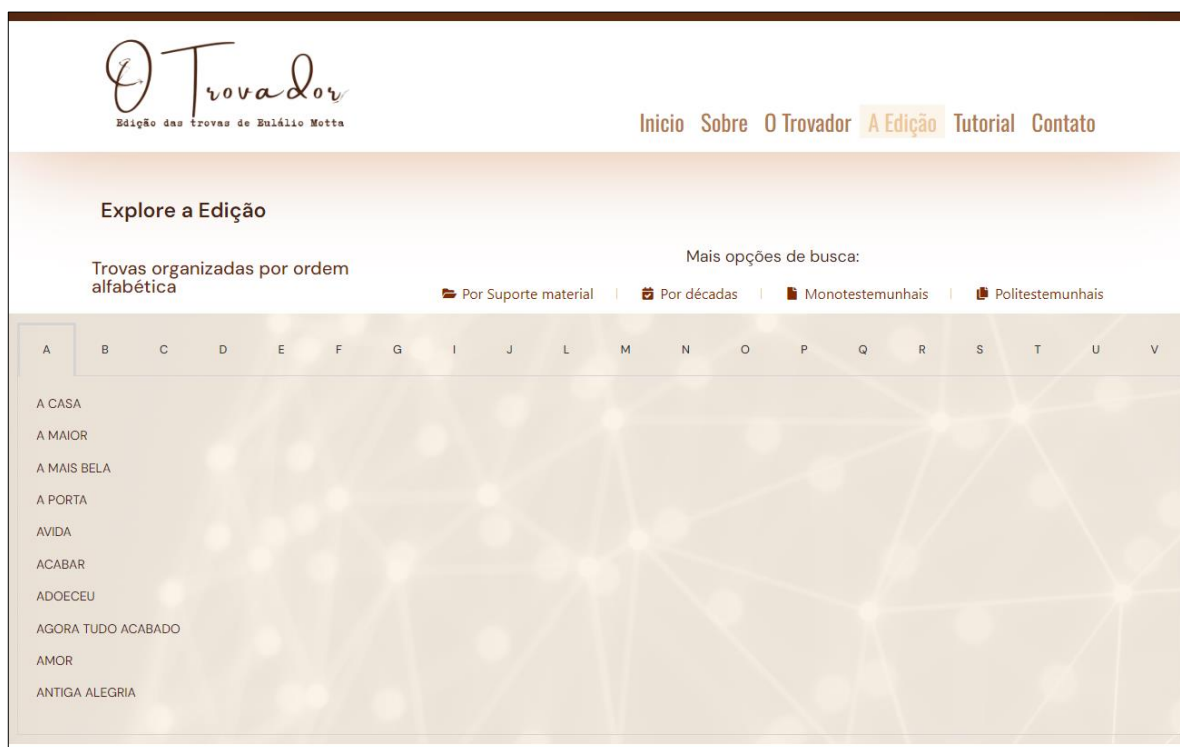 O Trovador
Edição das trovas de Eulálio Motta
Inicio Sobre O Trovador A Edição Tutorial Contato
Explore a Edição
Trovas organizadas por ordem
alfabética
Mais opções de busca:
Por Suporte material | Por décadas | Monotestemunhais | Politestemunhais
A B C D E F G I J L M N O P Q R S T U V
A CASA
A MAIOR
A MAIS BELA
A PORTA
AVIDA
ACABAR
ADOECEU
AGORA TUDO ACABADO
AMOR
ANTIGA ALEGRIA